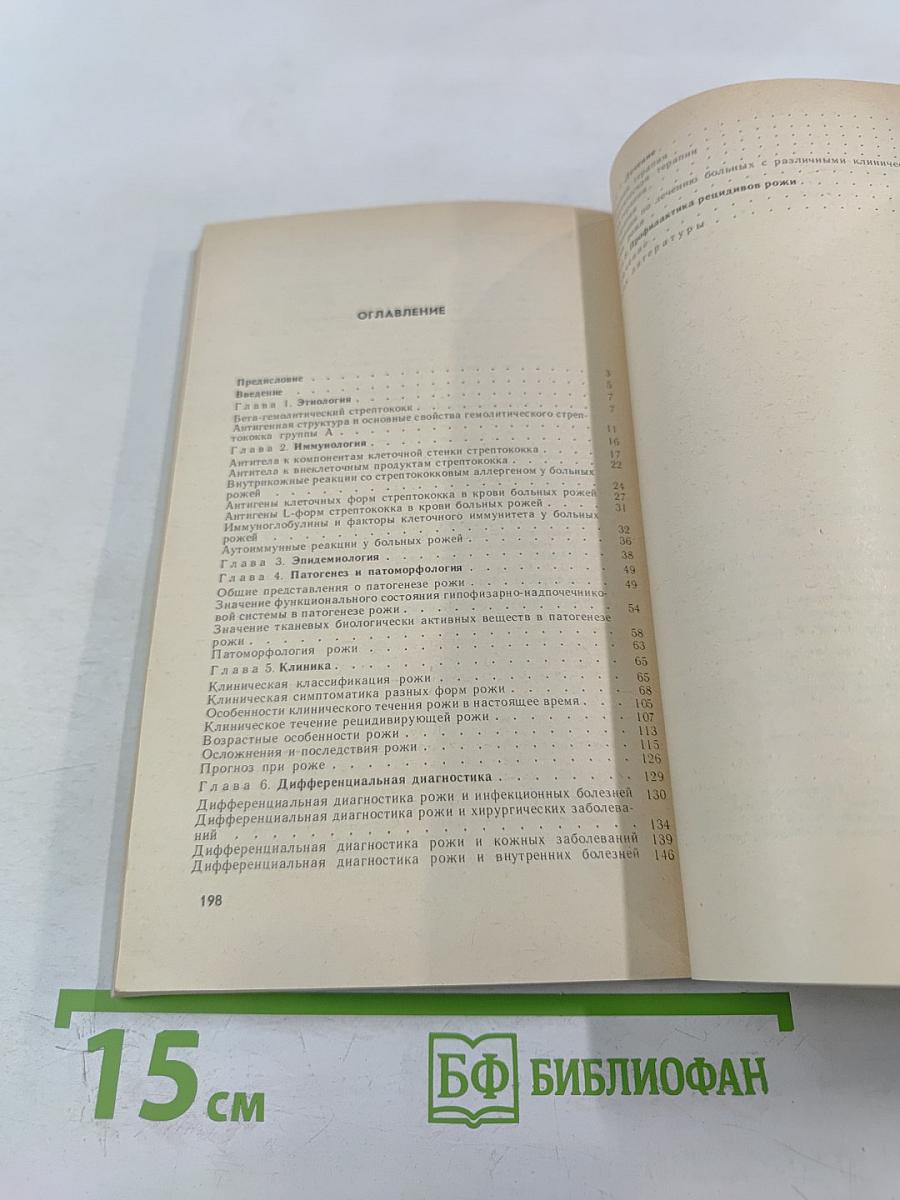 ОГЛАВЛЕНИЕ
Предисловие . . . 3
Введение . . . 5
Глава 1. Этиология . . . 7
Бета-гемолитический стрептококк . . . 7
Антигенная структура и основные свойства гемолитического стреп-
тококка группы А . . . 11
Глава 2. Иммунология . . . 16
Антитела к компонентам клеточной стенки стрептококка . . . 17
Антитела к внеклеточным продуктам стрептококка . . . 22
Внутрикожные реакции со стрептококковым аллергеном у больных
рожей . . . 24
Антигены клеточных форм стрептококка в крови больных рожей 27
Антигены L-форм стрептококка в крови больных рожей . . . 31
Иммуноглобулины и факторы клеточного иммунитета у больных
рожей . . . 32
Аутоиммунные реакции у больных рожей . . . 36
Глава 3. Эпидемиология . . . 38
Глава 4. Патогенез и патоморфология . . . 49
Общие представления о патогенезе рожи . . . 49
Значение функционального состояния гипофизарно-надпочечнико-
вой системы в патогенезе рожи . . . 54
Значение тканевых биологически активных веществ в патогенезе
рожи . . . 58
Патоморфология рожи . . . 63
Глава 5. Клиника . . . 65
Клиническая классификация рожи . . . 65
Клиническая симптоматика разных форм рожи . . . 68
Особенности клинического течения рожи в настоящее время . . . 105
Клиническое течение рецидивирующей рожи . . . 107
Возрастные особенности рожи . . . 113
Осложнения и последствия рожи . . . 115
Прогноз при роже . . . 126
Глава 6. Дифференциальная диагностика . . . 129
Дифференциальная диагностика рожи и инфекционных болезней 130
Дифференциальная диагностика рожи и хирургических заболева-
ний . . . 134
Дифференциальная диагностика рожи и кожных заболеваний 139
Дифференциальная диагностика рожи и внутренних болезней 146
198
терапии
по лечению больных с различными клиничес
Профилактика рецидивов рожи
литературы
15 см
БФ БИБЛИОФАН